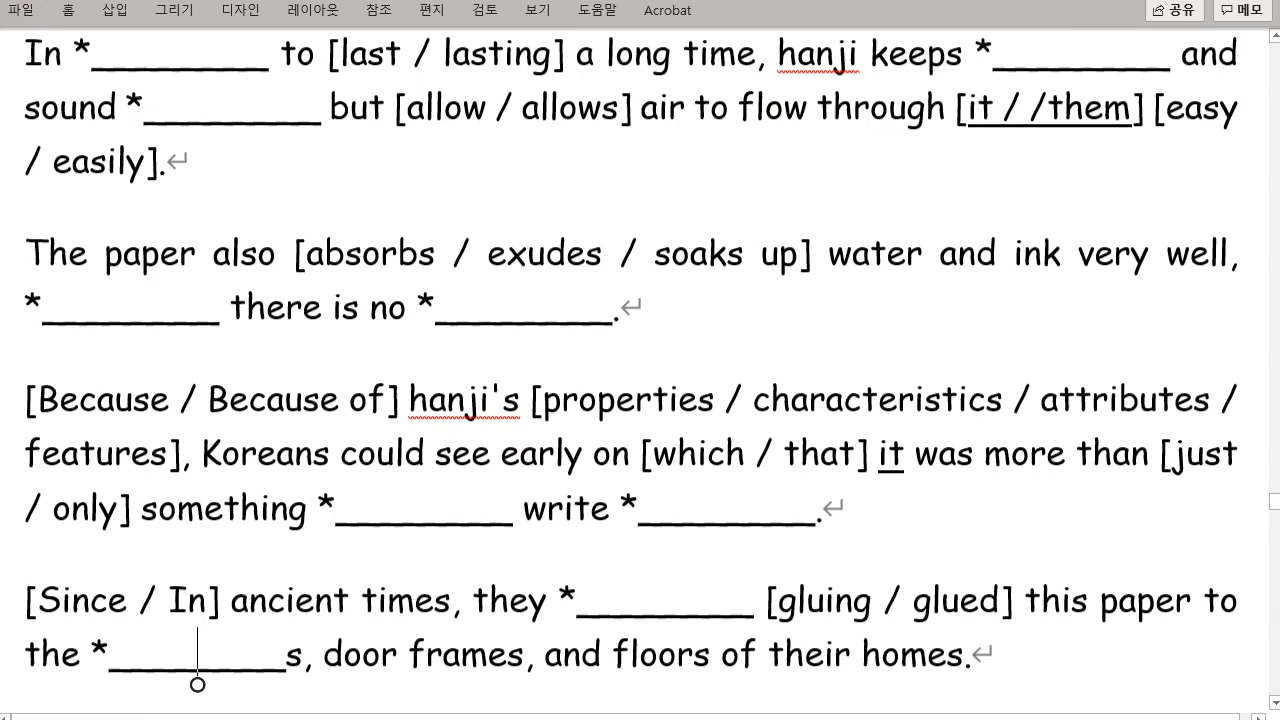 파일 홈 삽입 그리기 디자인 레이아웃 참조 편지 검토 보기 도움말 Acrobat 공유 메모
In *_________ to [last / lasting] a long time, hanji keeps *_________ and
sound *_________ but [allow / allows] air to flow through [it / /them] [easy
/ easily].↵
The paper also [absorbs / exudes / soaks up] water and ink very well,
*_________ there is no *_________.↵
[Because / Because of] hanji's [properties / characteristics / attributes /
features], Koreans could see early on [which / that] it was more than [just
/ only] something *_________ write *_________.↵
[Since / In] ancient times, they *_________ [gluing / glued] this paper to
the *_________s, door frames, and floors of their homes.↵